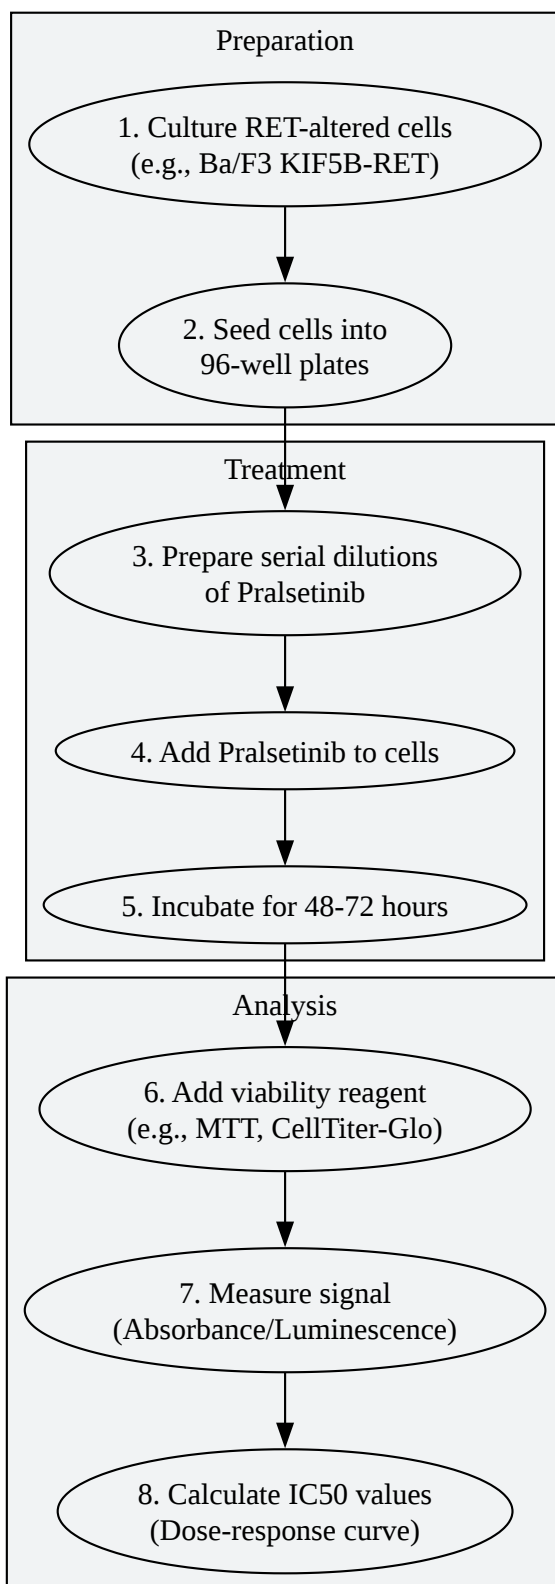 Preparation
1. Culture RET-altered cells
(e.g., Ba/F3 KIF5B-RET)
2. Seed cells into
96-well plates
Treatment
3. Prepare serial dilutions
of Pralsetinib
4. Add Pralsetinib to cells
5. Incubate for 48-72 hours
Analysis
6. Add viability reagent
(e.g., MTT, CellTiter-Glo)
7. Measure signal
(Absorbance/Luminescence)
8. Calculate IC50 values
(Dose-response curve)